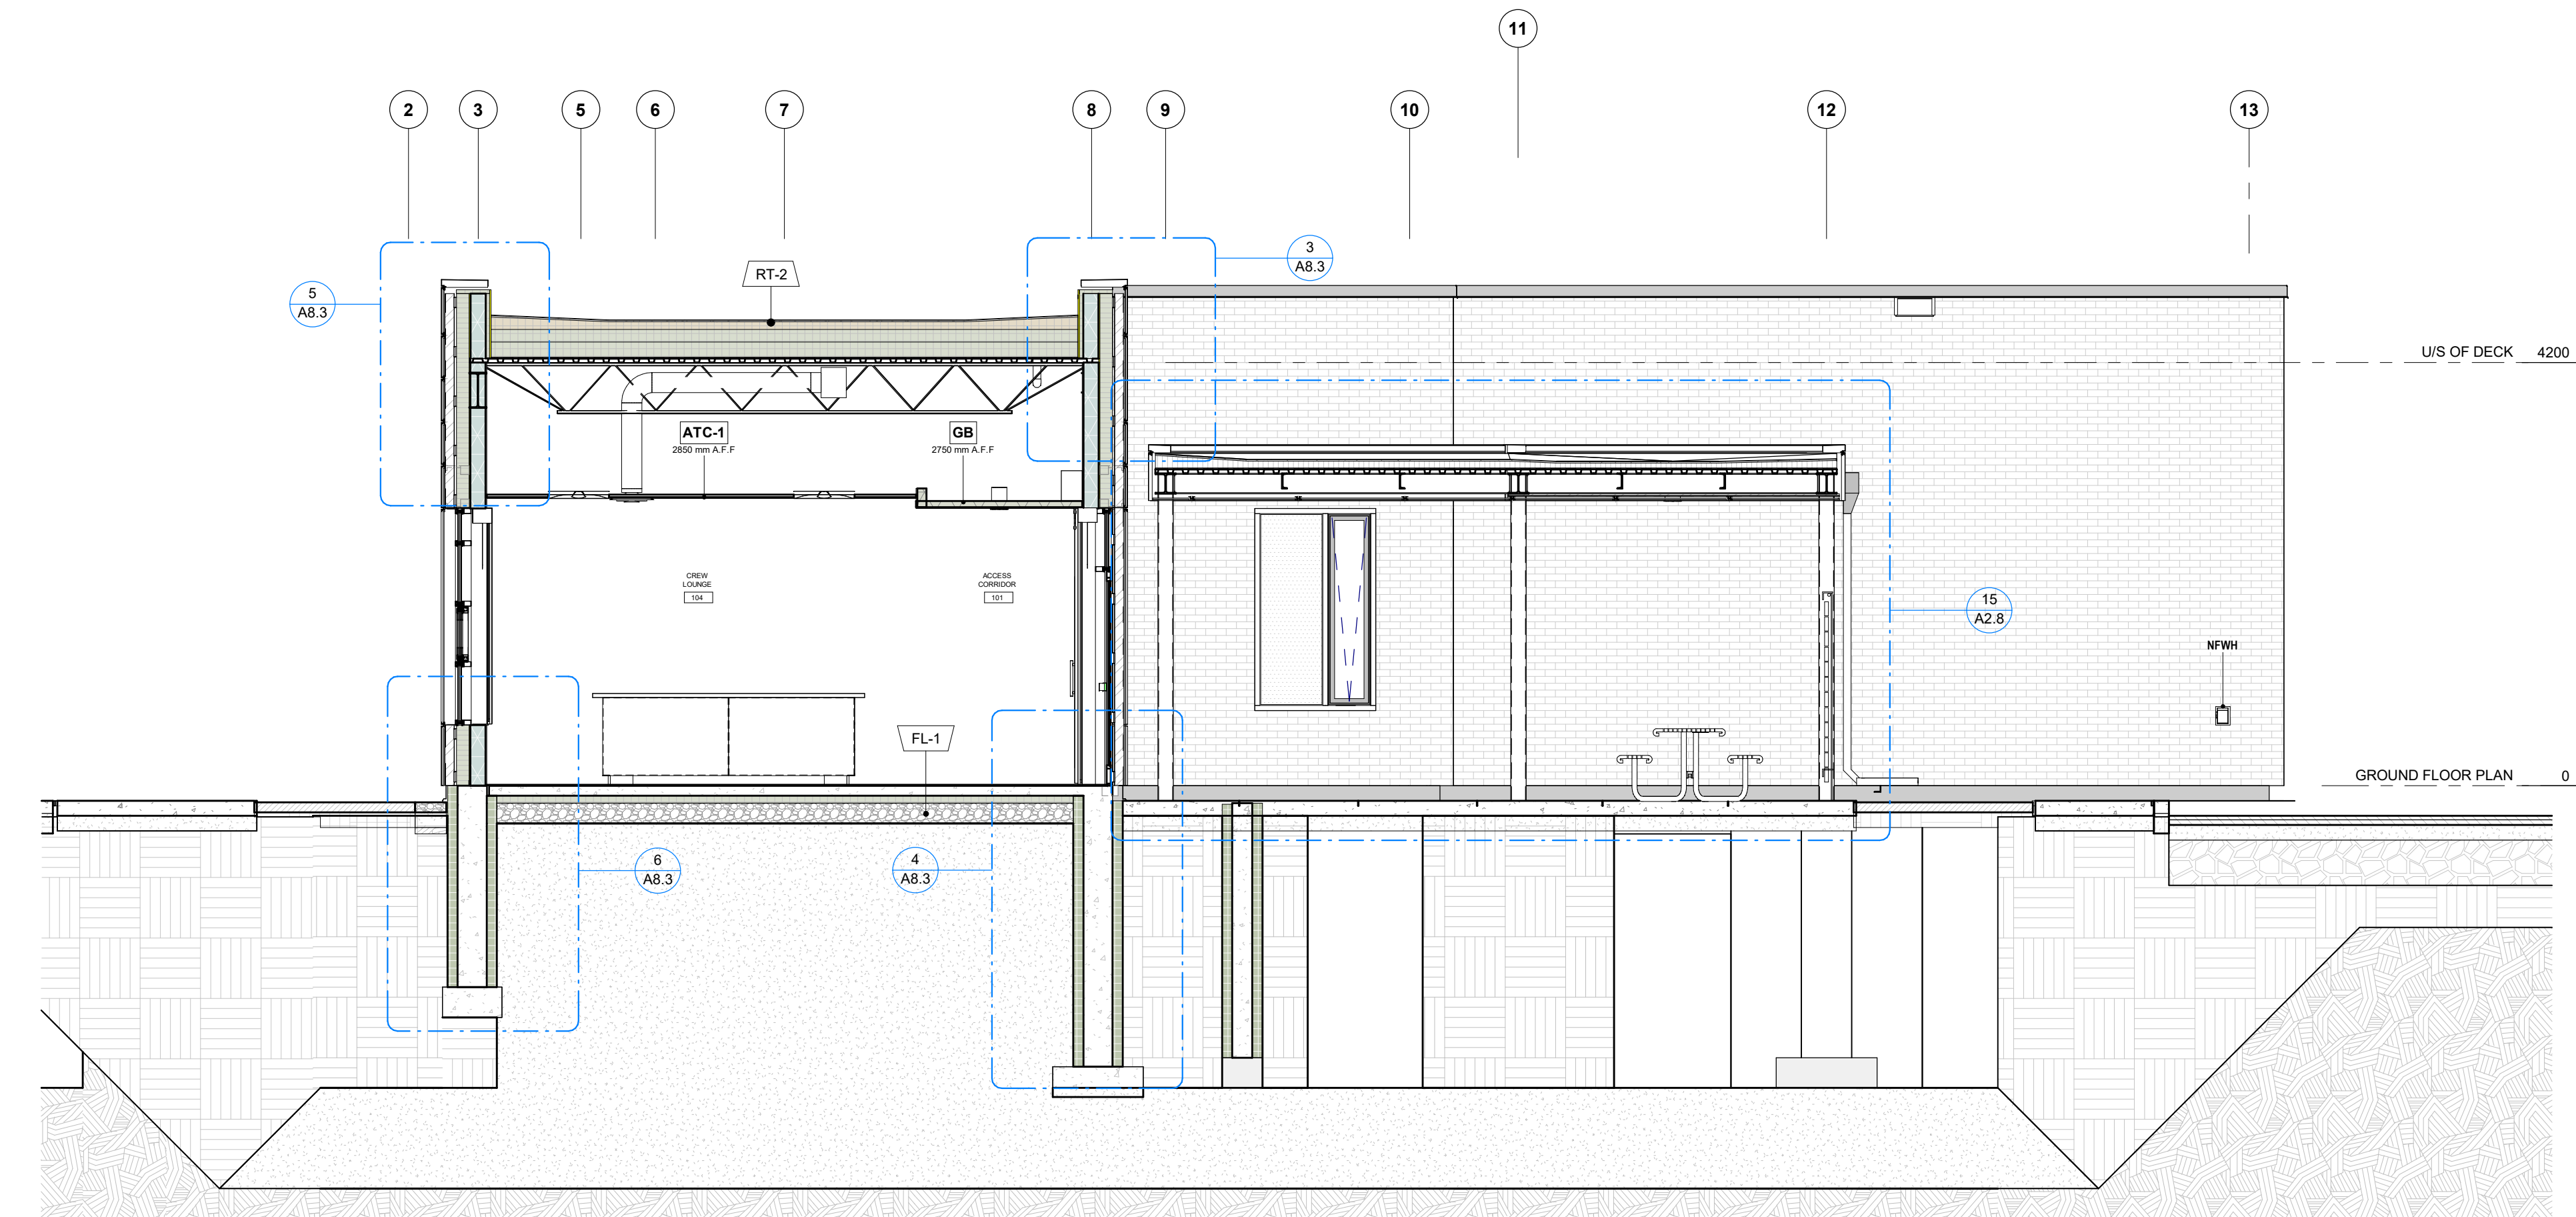 11
2
3
5
6
7
8
9
10
12
13
3
A8.3
RT-2
5
A8.3
U/S OF DECK 4200
ATC-1
2850 mm A.F.F
GB
2750 mm A.F.F
CREW
LOUNGE
104
ACCESS
CORRIDOR
101
15
A2.8
NFWH
FL-1
GROUND FLOOR PLAN 0
6
A8.3
4
A8.3